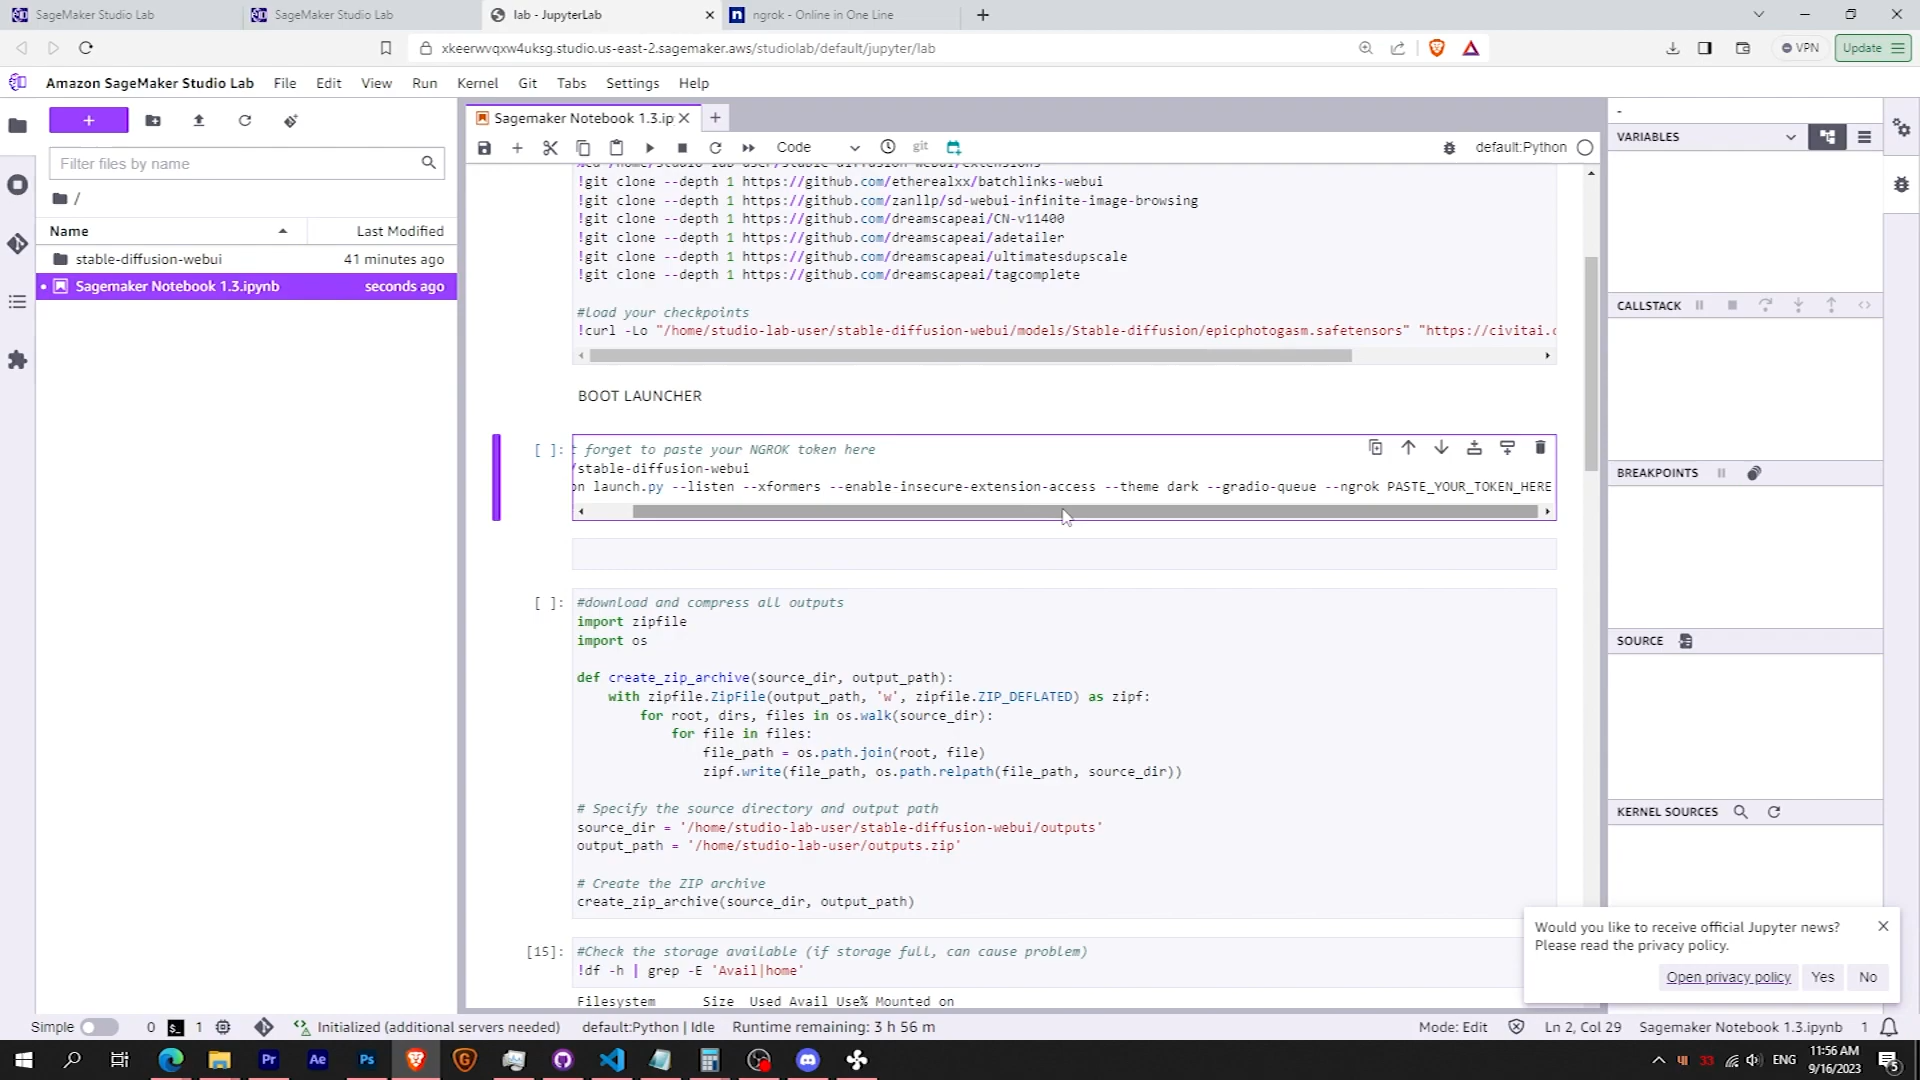 SageMaker Studio Lab
SageMaker Studio Lab
lab - JupyterLab
ngrok - Online in One Line
xkeerwvqxw4uksg.studio.us-east-2.sagemaker.aws/studiolab/default/jupyter/lab
VPN
Update
Amazon SageMaker Studio Lab File Edit View Run Kernel Git Tabs Settings Help
Filter files by name
/
Name Last Modified
stable-diffusion-webui 41 minutes ago
Sagemaker Notebook 1.3.ipynb seconds ago
Sagemaker Notebook 1.3.ip
Code
git
default:Python
%cd /home/studio-lab-user/stable-diffusion-webui/extensions
!git clone --depth 1 https://github.com/etherealxx/batchlinks-webui
!git clone --depth 1 https://github.com/zanllp/sd-webui-infinite-image-browsing
!git clone --depth 1 https://github.com/dreamscapeai/CN-v11400
!git clone --depth 1 https://github.com/dreamscapeai/adetailer
!git clone --depth 1 https://github.com/dreamscapeai/ultimatesdupscale
!git clone --depth 1 https://github.com/dreamscapeai/tagcomplete
#load your checkpoints
!curl -Lo "/home/studio-lab-user/stable-diffusion-webui/models/Stable-diffusion/epicphotogasm.safetensors" "https://civitai.c
BOOT LAUNCHER
[ ]: t forget to paste your NGROK token here
/stable-diffusion-webui
on launch.py --listen --xformers --enable-insecure-extension-access --theme dark --gradio-queue --ngrok PASTE_YOUR_TOKEN_HERE
[ ]: #download and compress all outputs
import zipfile
import os
def create_zip_archive(source_dir, output_path):
with zipfile.ZipFile(output_path, 'w', zipfile.ZIP_DEFLATED) as zipf:
for root, dirs, files in os.walk(source_dir):
for file in files:
file_path = os.path.join(root, file)
zipf.write(file_path, os.path.relpath(file_path, source_dir))
# Specify the source directory and output path
source_dir = '/home/studio-lab-user/stable-diffusion-webui/outputs'
output_path = '/home/studio-lab-user/outputs.zip'
# Create the ZIP archive
create_zip_archive(source_dir, output_path)
[15]: #Check the storage available (if storage full, can cause problem)
!df -h | grep -E 'Avail|home'
Filesystem Size Used Avail Use% Mounted on
-
VARIABLES
CALLSTACK
BREAKPOINTS
SOURCE
KERNEL SOURCES
Would you like to receive official Jupyter news?
Please read the privacy policy.
Open privacy policy Yes No
Simple 0 1 Initialized (additional servers needed) default:Python | Idle Runtime remaining: 3 h 56 m Mode: Edit Ln 2, Col 29 Sagemaker Notebook 1.3.ipynb 1
Pr Ae Ps
33
ENG
11:56 AM
9/16/2023
5